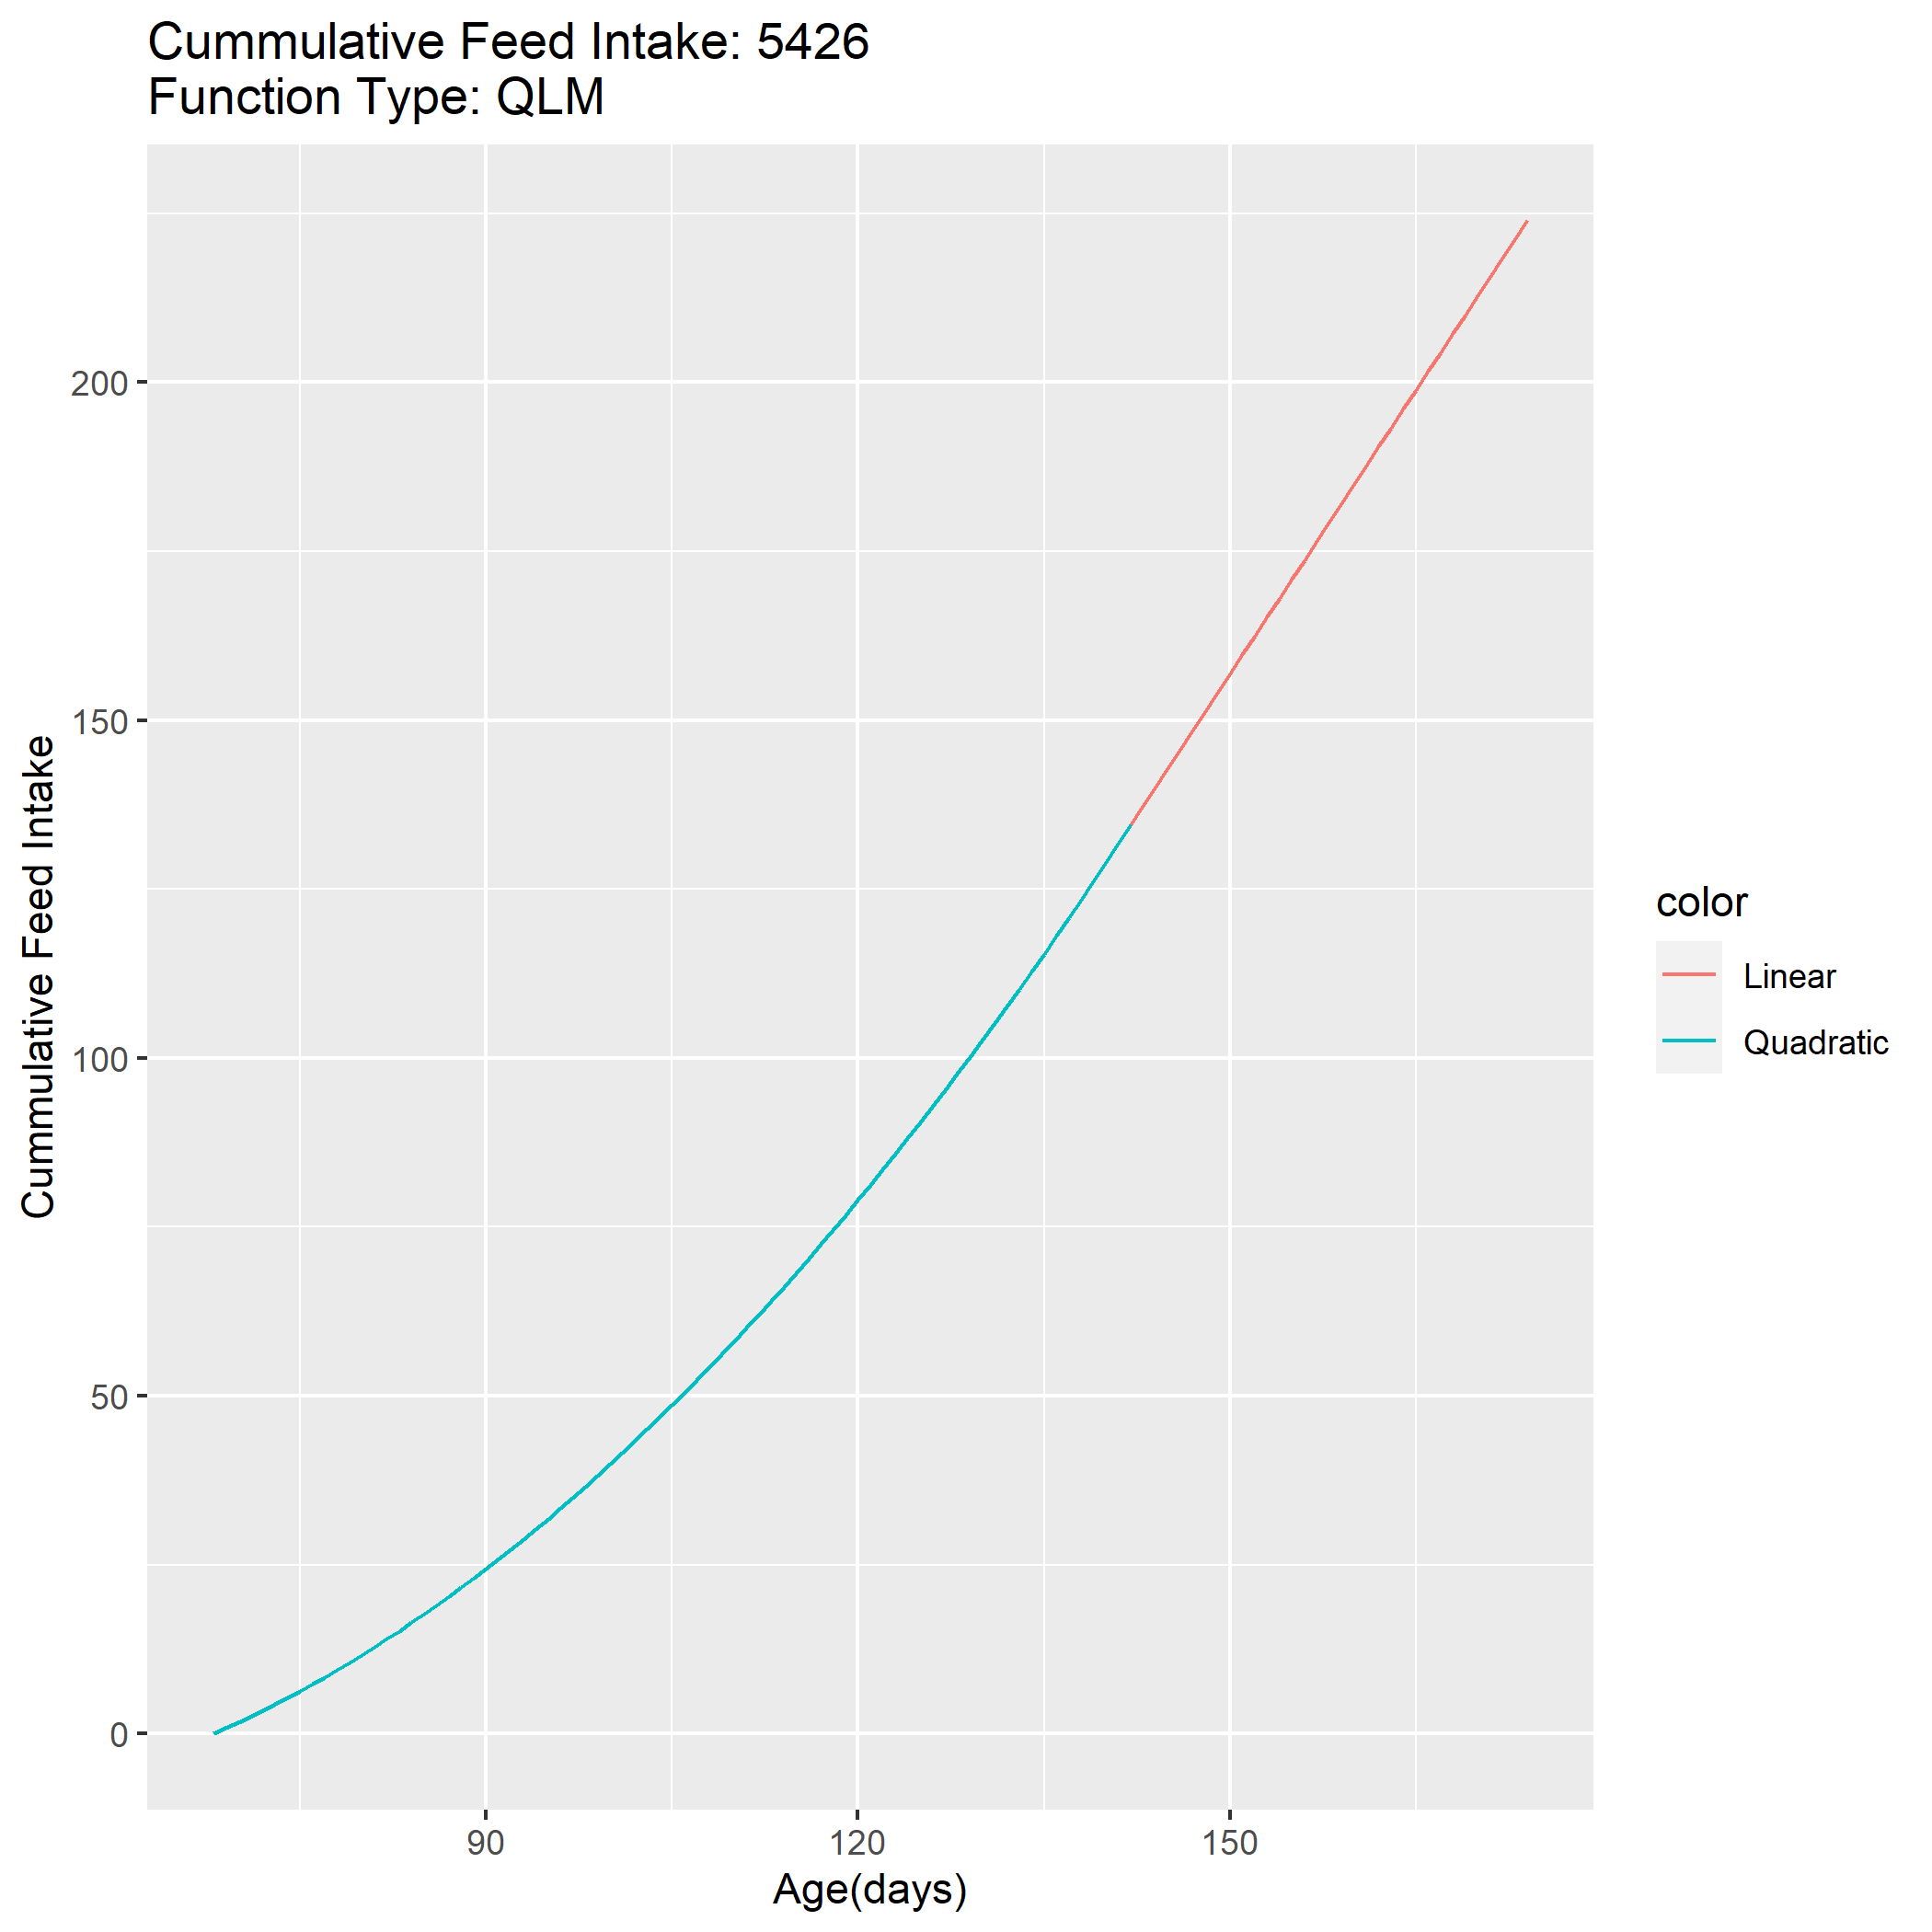 Cummulative Feed Intake: 5426
Function Type: QLM
Cummulative Feed Intake
200
150
100
50
0
90
120
150
Age(days)
color
Linear
Quadratic